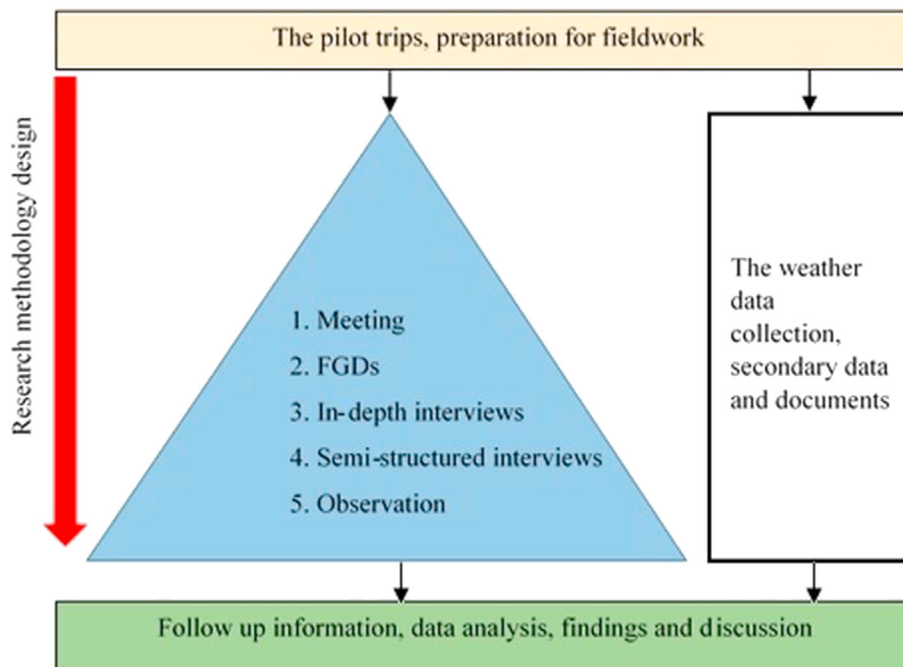 The pilot trips, preparation for fieldwork
Research methodology design
1. Meeting
2. FGDs
3. In-depth interviews
4. Semi-structured interviews
5. Observation
The weather
data
collection,
secondary data
and documents
Follow up information, data analysis, findings and discussion